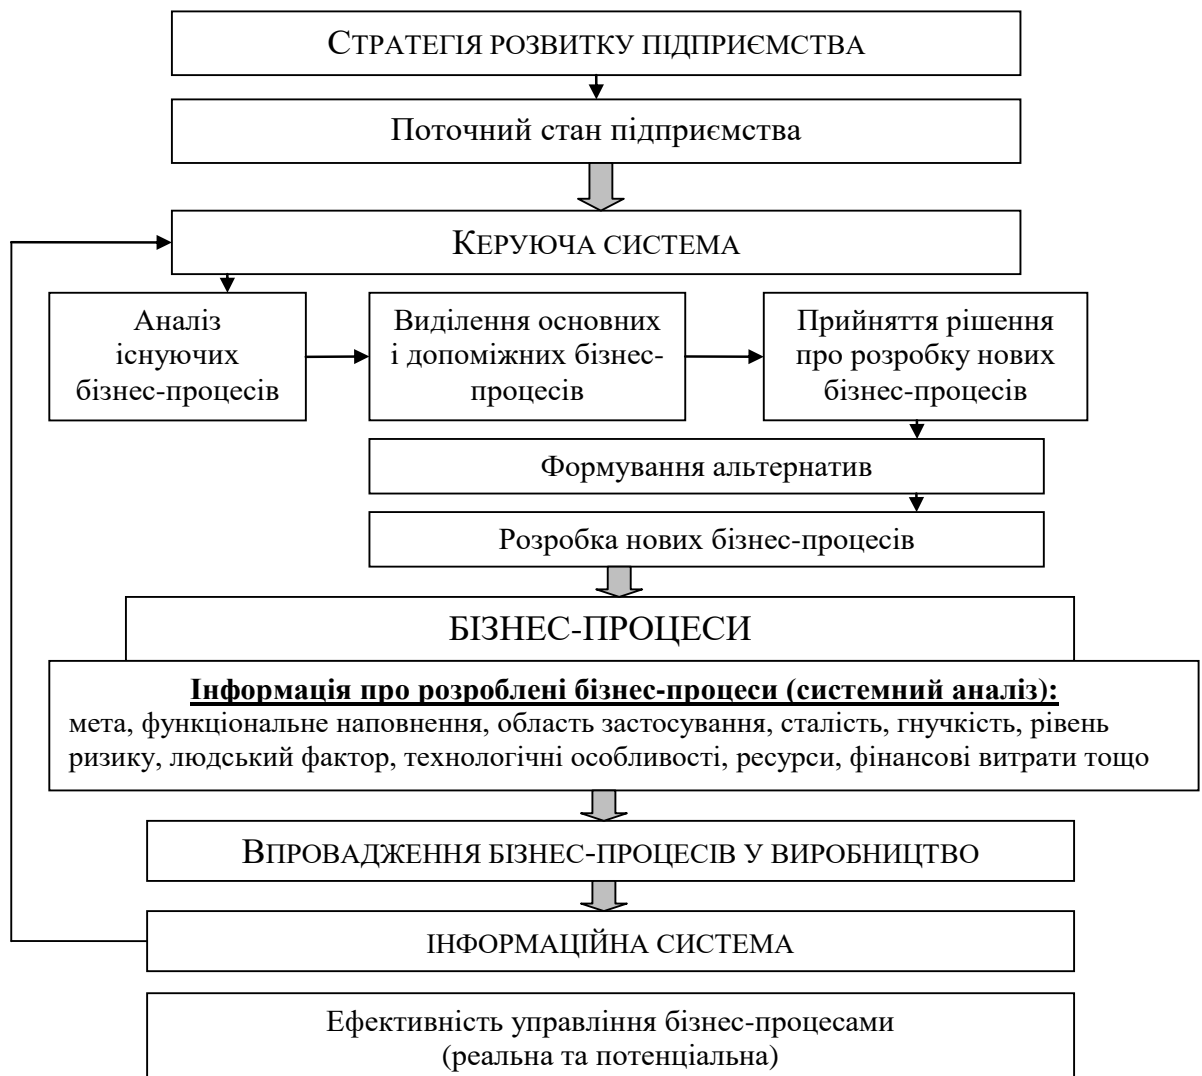 СТРАТЕГІЯ РОЗВИТКУ ПІДПРИЄМСТВА
Поточний стан підприємства
КЕРУЮЧА СИСТЕМА
Аналіз
існуючих
бізнес-процесів
Виділення основних
і допоміжних бізнес-
процесів
Прийняття рішення
про розробку нових
бізнес-процесів
Формування альтернатив
Розробка нових бізнес-процесів
БІЗНЕС-ПРОЦЕСИ
Інформація про розроблені бізнес-процеси (системний аналіз):
мета, функціональне наповнення, область застосування, сталість, гнучкість, рівень
ризику, людський фактор, технологічні особливості, ресурси, фінансові витрати тощо
ВПРОВАДЖЕННЯ БІЗНЕС-ПРОЦЕСІВ У ВИРОБНИЦТВО
ІНФОРМАЦІЙНА СИСТЕМА
Ефективність управління бізнес-процесами
(реальна та потенціальна)